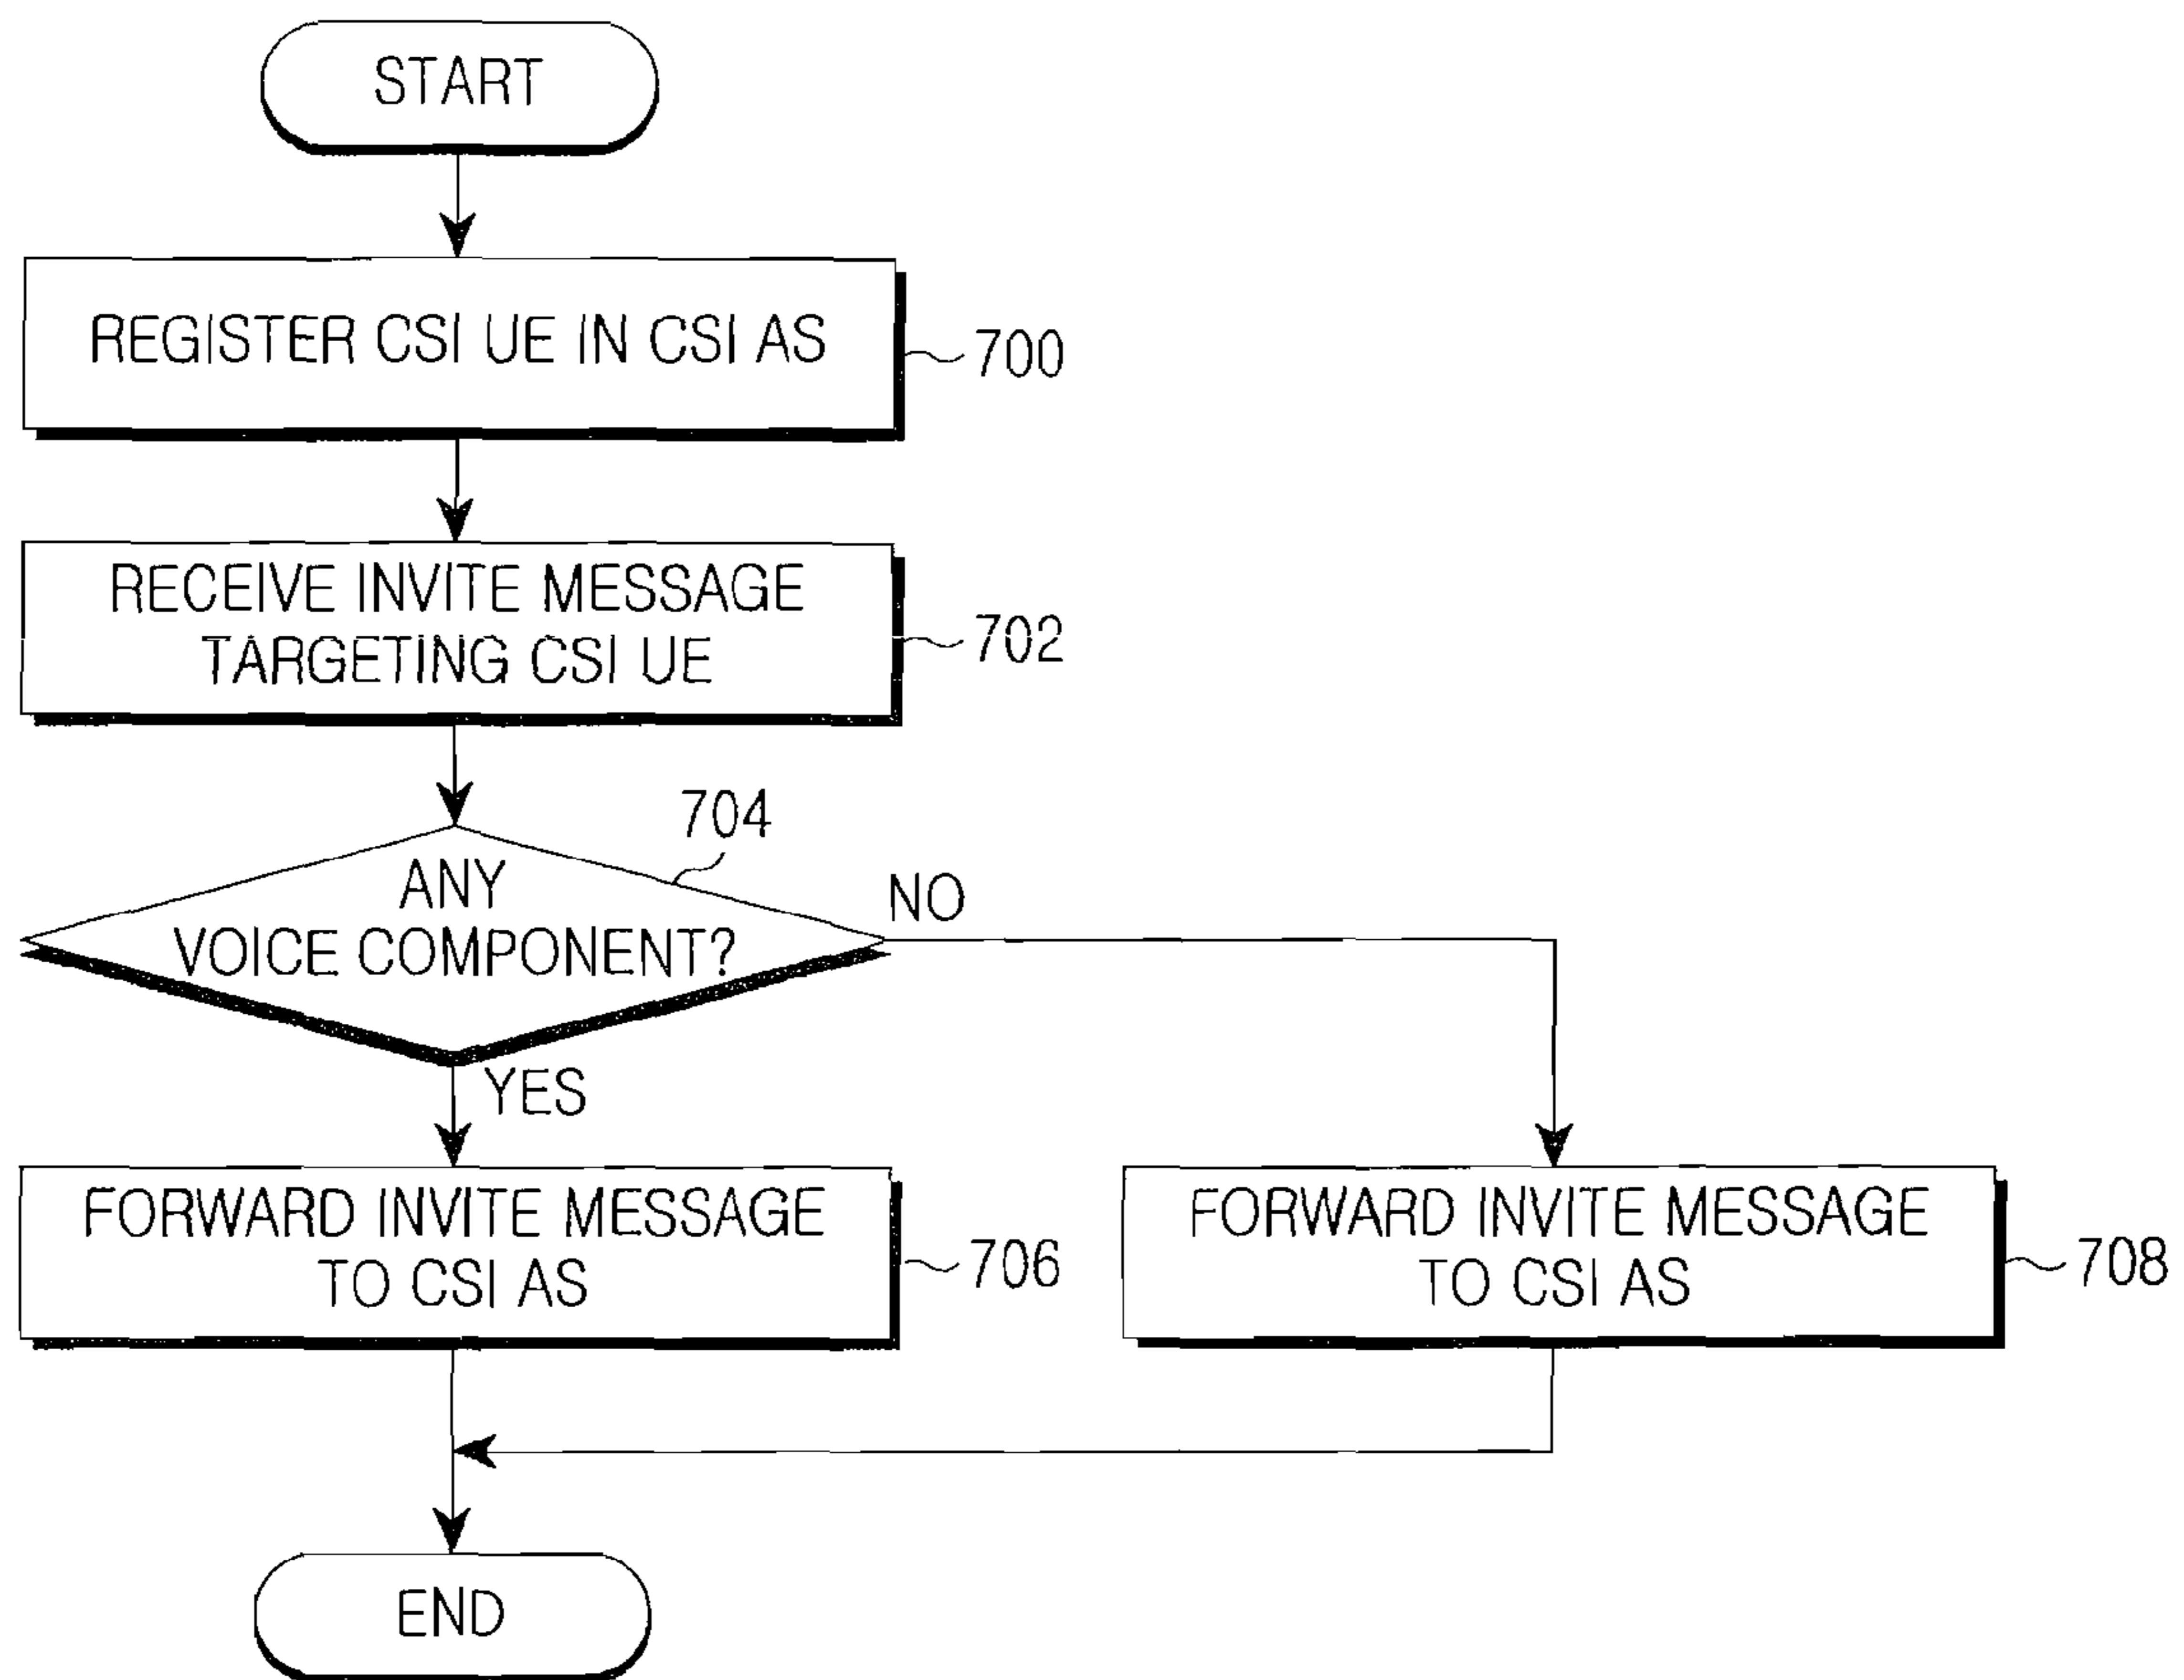 START
REGISTER CSI UE IN CSI AS
700
RECEIVE INVITE MESSAGE
TARGETING CSI UE
702
704
ANY
VOICE COMPONENT?
NO
YES
FORWARD INVITE MESSAGE
TO CSI AS
706
FORWARD INVITE MESSAGE
TO CSI AS
708
END